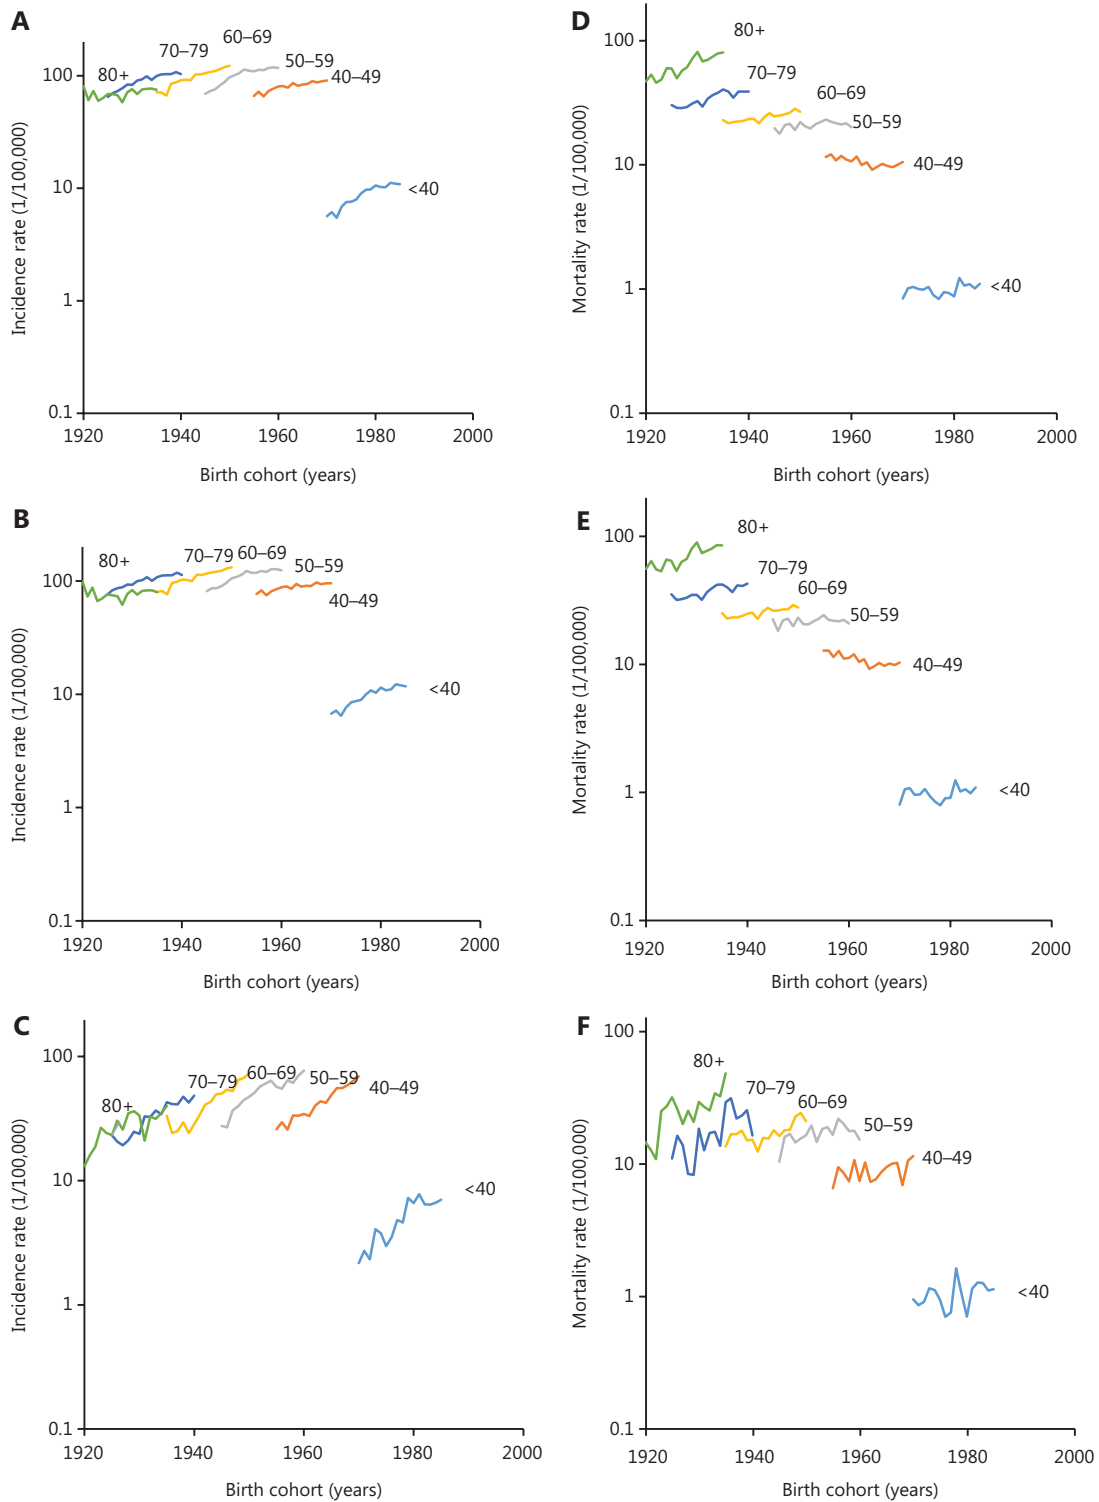 A
80+
70–79
60–69
50–59
40–49
<40
100
10
1
0.1
Incidence rate (1/100,000)
1920 1940 1960 1980 2000
Birth cohort (years)
D
80+
70–79
60–69
50–59
40–49
<40
100
10
1
0.1
Mortality rate (1/100,000)
1920 1940 1960 1980 2000
Birth cohort (years)
B
80+
70–79
60–69
50–59
40–49
<40
100
10
1
0.1
Incidence rate (1/100,000)
1920 1940 1960 1980 2000
Birth cohort (years)
E
80+
70–79
60–69
50–59
40–49
<40
100
10
1
0.1
Mortality rate (1/100,000)
1920 1940 1960 1980 2000
Birth cohort (years)
C
80+
70–79
60–69
50–59
40–49
<40
100
10
1
0.1
Incidence rate (1/100,000)
1920 1940 1960 1980 2000
Birth cohort (years)
F
80+
70–79
60–69
50–59
40–49
<40
100
10
1
0.1
Mortality rate (1/100,000)
1920 1940 1960 1980 2000
Birth cohort (years)